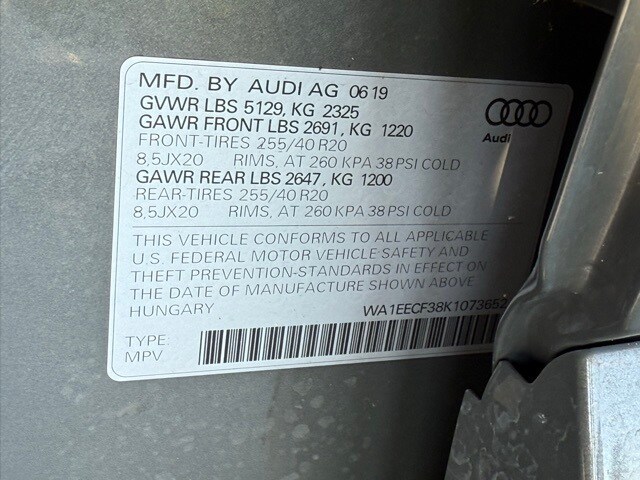 MFD. BY AUDI AG 06 19
GVWR LBS 5129, KG 2325
GAWR FRONT LBS 2691, KG 1220
FRONT-TIRES 255/40 R20
8,5JX20 RIMS, AT 260 KPA 38 PSI COLD
GAWR REAR LBS 2647, KG 1200
REAR-TIRES 255/40 R20
8,5JX20 RIMS, AT 260 KPA 38 PSI COLD
Audi
THIS VEHICLE CONFORMS TO ALL APPLICABLE
U.S. FEDERAL MOTOR VEHICLE SAFETY AND
THEFT PREVENTION-STANDARDS IN EFFECT ON
THE DATE OF MANUFACTURE SHOWN ABOVE
HUNGARY WA1EECF38K1073652
TYPE:
MPV